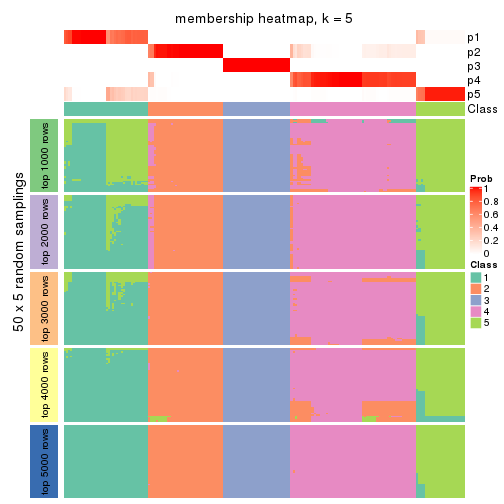 membership heatmap, k = 5
p1
p2
p3
p4
p5
Class
50 x 5 random samplings
top 1000 rows
top 2000 rows
top 3000 rows
top 4000 rows
top 5000 rows
Prob
1
0.8
0.6
0.4
0.2
0
Class
1
2
3
4
5